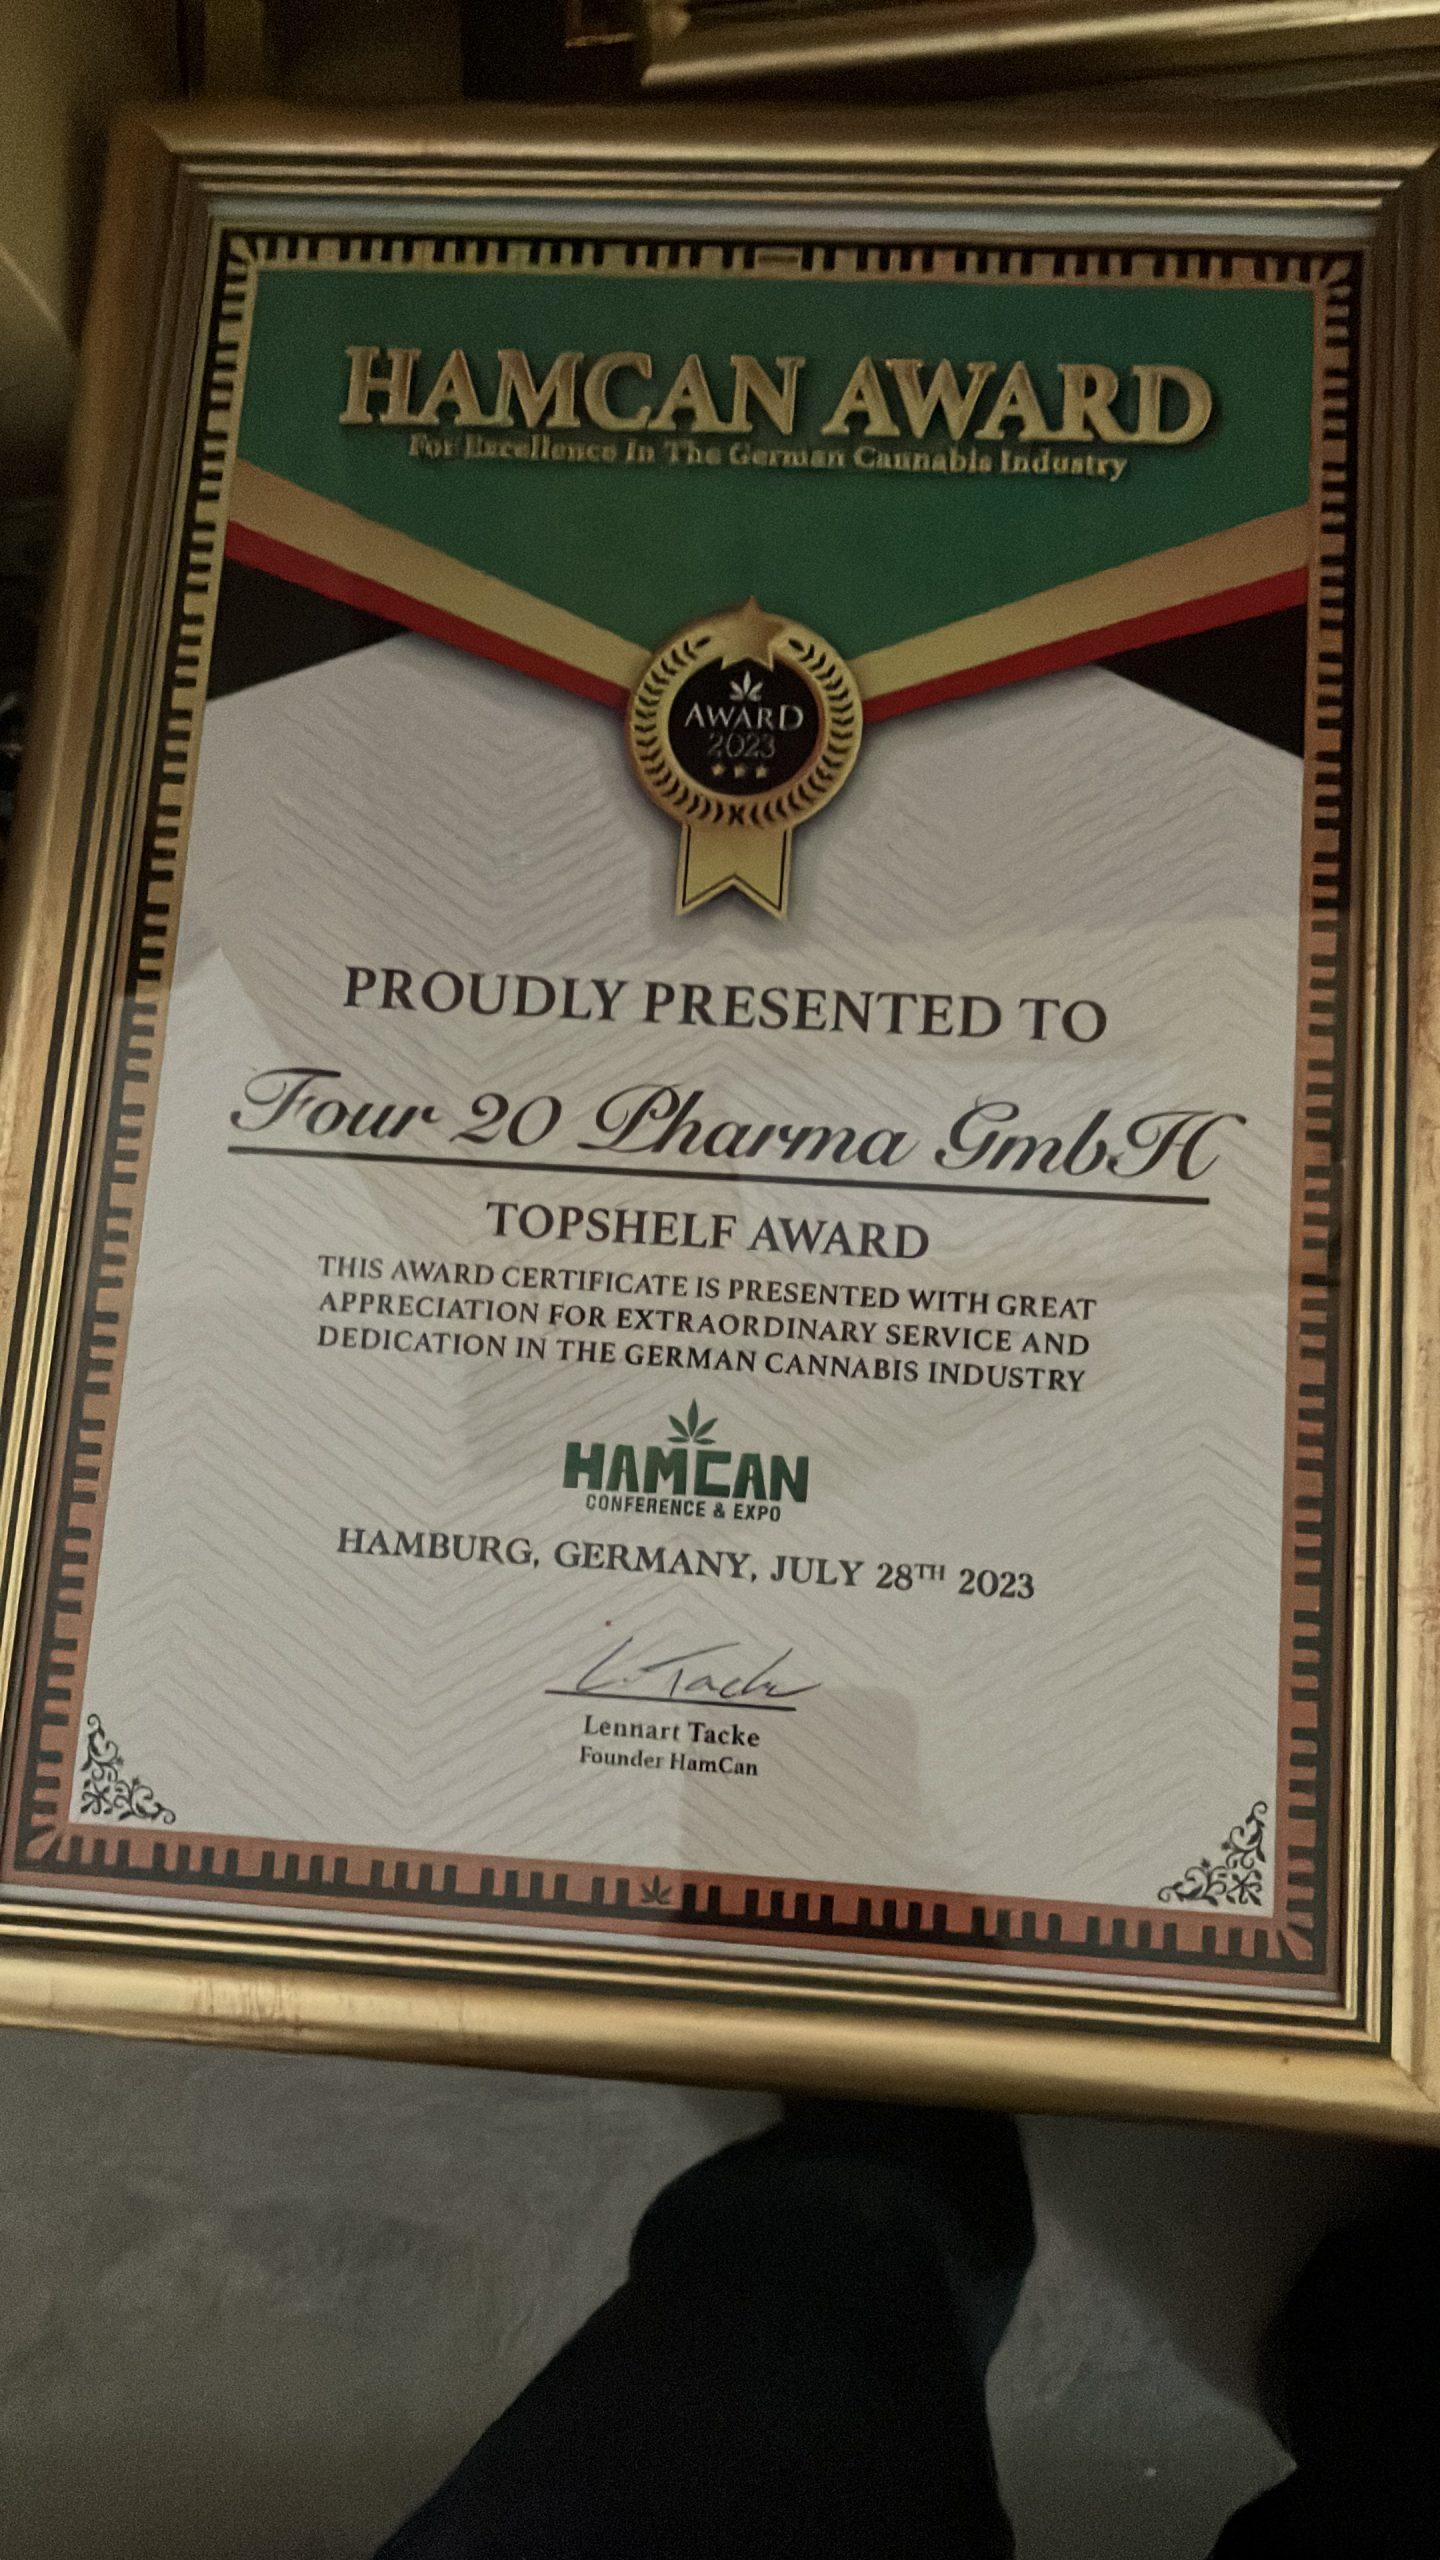 HAMCAN AWARD
For Excellence In The German Cannabis Industry
AWARD
2023
PROUDLY PRESENTED TO
Four 20 Pharma GmbH
TOPSHELF AWARD
THIS AWARD CERTIFICATE IS PRESENTED WITH GREAT
APPRECIATION FOR EXTRAORDINARY SERVICE AND
DEDICATION IN THE GERMAN CANNABIS INDUSTRY
HAMCAN
CONFERENCE & EXPO
HAMBURG, GERMANY, JULY 28TH 2023
L. Tacke
Lennart Tacke
Founder HamCan